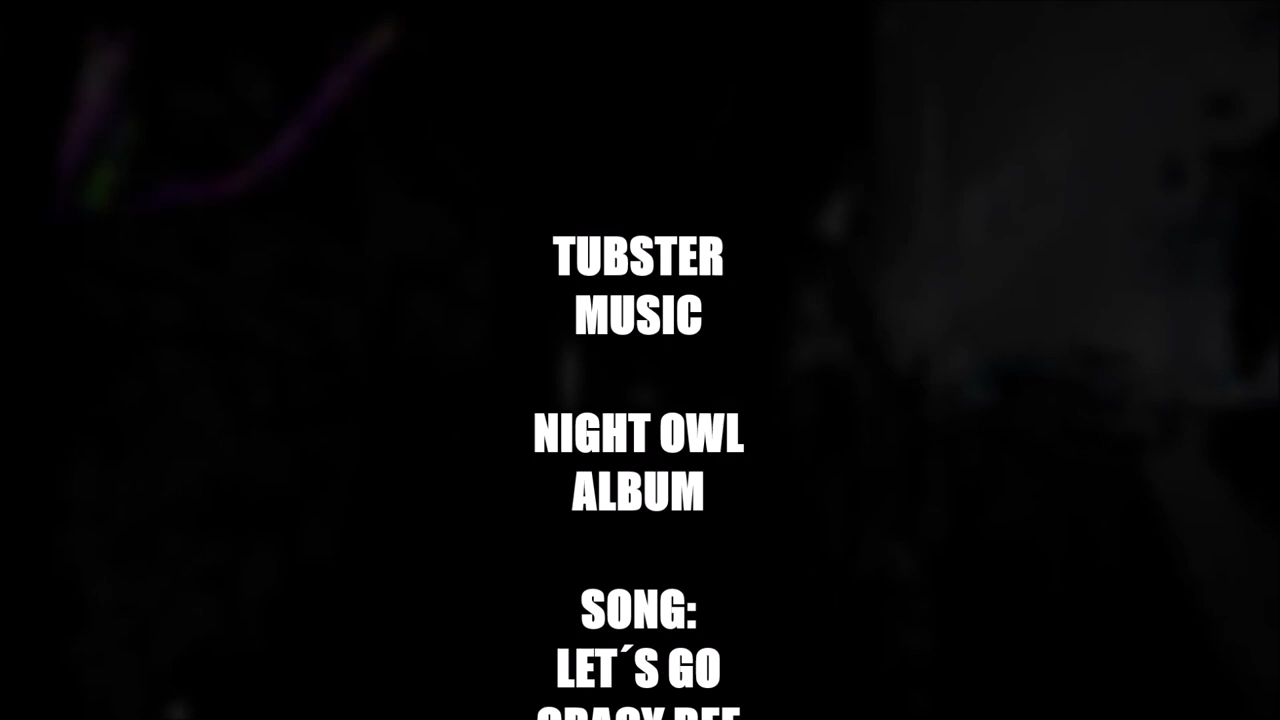 TUBSTER
MUSIC
NIGHT OWL
ALBUM
SONG:
LET´S GO